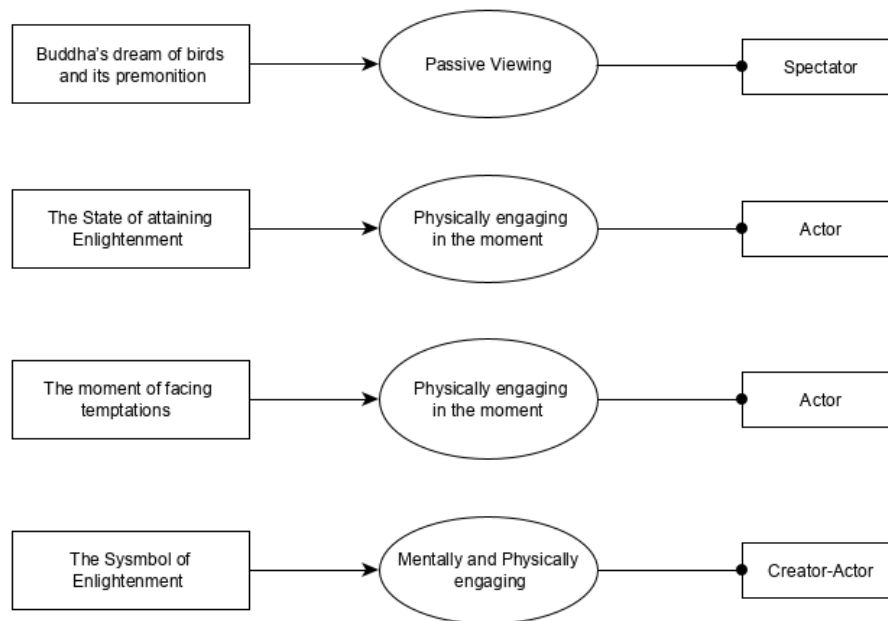 Buddha's dream of birds
and its premonition
Passive Viewing
Spectator
The State of attaining
Enlightenment
Physically engaging
in the moment
Actor
The moment of facing
temptations
Physically engaging
in the moment
Actor
The Sysmbol of
Enlightenment
Mentally and Physically
engaging
Creator-Actor